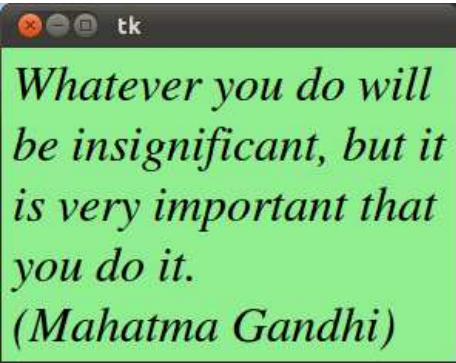 tk
Whatever you do will
be insignificant, but it
is very important that
you do it.
(Mahatma Gandhi)